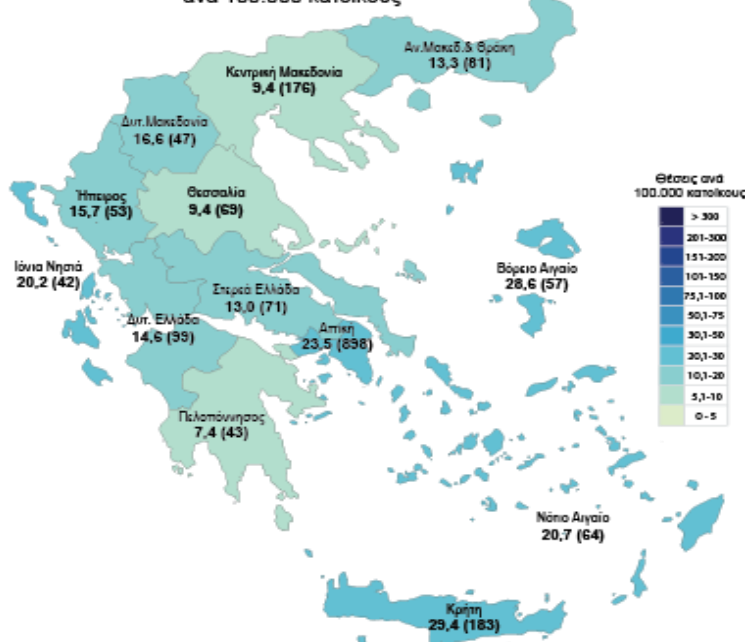 ανά 100.000 κατοίκους
Αν.Μακεδ.& Θράκη
13,3 (81)
Κεντρική Μακεδονία
9,4 (176)
Δυτ.Μακεδονία
16,6 (47)
Ήπειρος
15,7 (53)
Θεσσαλία
9,4 (69)
Ιόνια Νησιά
20,2 (42)
Στερεά Ελλάδα
13,0 (71)
Βόρειο Αιγαίο
28,6 (57)
Δυτ. Ελλάδα
14,6 (99)
Αττική
23,5 (898)
Πελοπόννησος
7,4 (43)
Νότιο Αιγαίο
20,7 (64)
Κρήτη
29,4 (183)
Θέσεις ανά
100.000 κατοίκους
> 300
201-300
151-200
101-150
75,1-100
50,1-75
30,1-50
20,1-30
10,1-20
5,1-10
0 - 5